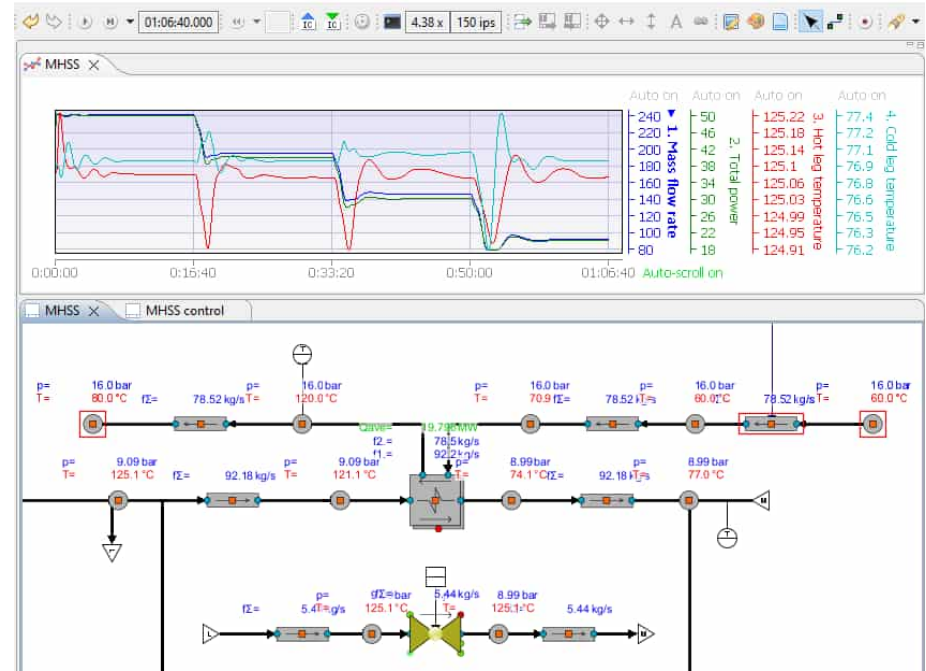 01:06:40.000 IC IC 4.38 x 150 ips A
MHSS X
Auto on Auto on Auto on Auto on
240 50 125.22 77.4
220 46 125.18 77.2
200 42 125.14 77.1
180 38 125.1 76.9
160 34 125.06 76.8
140 30 125.03 76.6
120 26 124.99 76.5
100 22 124.95 76.3
80 18 124.91 76.2
1. Mass flow rate
2. Total power
3. Hot leg temperature
4. Cold leg temperature
0:00:00 0:16:40 0:33:20 0:50:00 01:06:40 Auto-scroll on
MHSS X MHSS control
T
p= 16.0 bar p= 16.0 bar p= 16.0 bar p= 16.0 bar p= 16.0 bar
T= 80.0 °C fΣ= 78.52 kg/s T= 120.0 °C T= 70.9 fΣ= 78.52 T= 60.0 °C 78.52 kg/s T= 60.0 °C
Qave= 19.796 MW
f2.= 78.5 kg/s
f1.= 92.2 kg/s
p= 9.09 bar p= 9.09 bar p= 8.99 bar p= 8.99 bar
T= 125.1 °C fΣ= 92.18 kg/s T= 121.1 °C T= 74.1 °C fΣ= 92.18 T= 77.0 °C
M
L T
p= bar 5.44 kg/s 8.99 bar
fΣ= T= 125.1 °C T= 125.1 °C 5.44 kg/s
L M